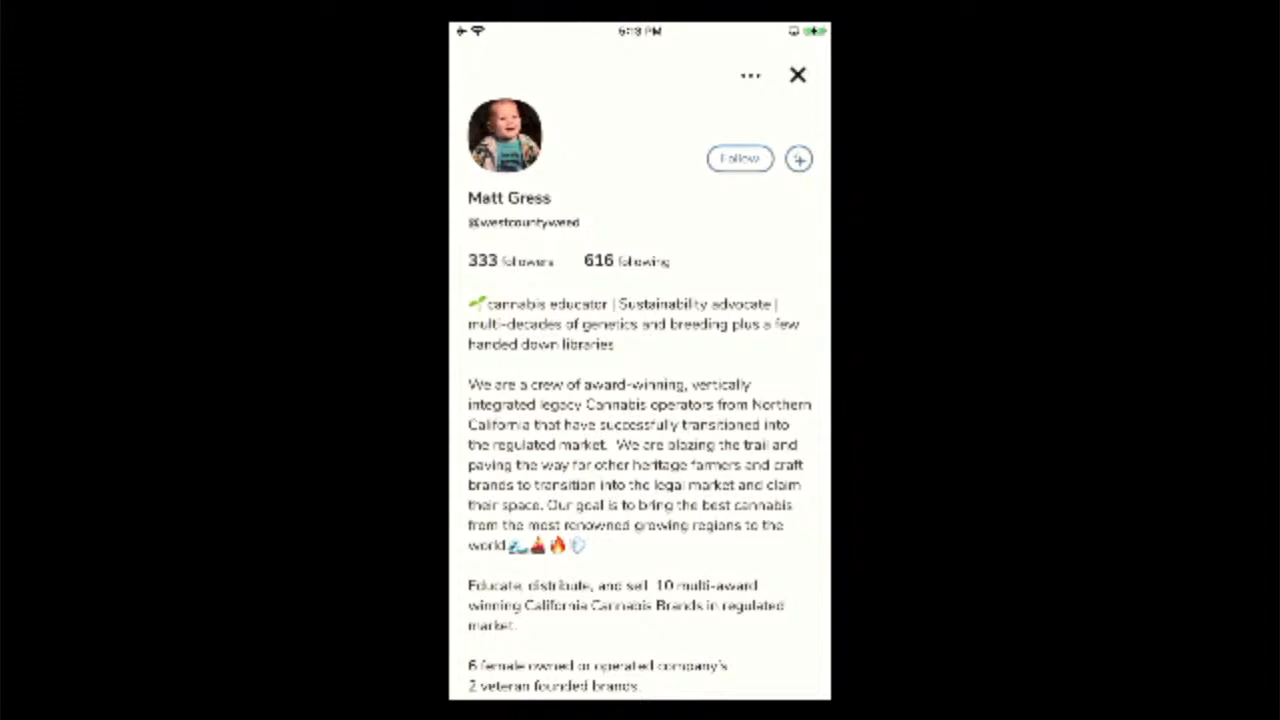 5:13 PM
Follow
Matt Gress
@westcountyweed
333 followers 616 following
🌱cannabis educator | Sustainability advocate |
multi-decades of genetics and breeding plus a few
handed down libraries
We are a crew of award-winning, vertically
integrated legacy Cannabis operators from Northern
California that have successfully transitioned into
the regulated market. We are blazing the trail and
paving the way for other heritage farmers and craft
brands to transition into the legal market and claim
their space. Our goal is to bring the best cannabis
from the most renowned growing regions to the
world🌊🌋🔥💨
Educate, distribute, and sell 10 multi-award
winning California Cannabis Brands in regulated
market.
6 female owned or operated company's
2 veteran founded brands.